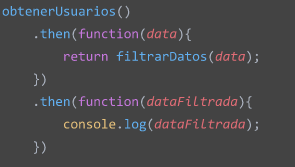 obtenerUsuarios()
    .then(function(data){
        return filtrarDatos(data);
    })
    .then(function(dataFiltrada){
        console.log(dataFiltrada);
    })